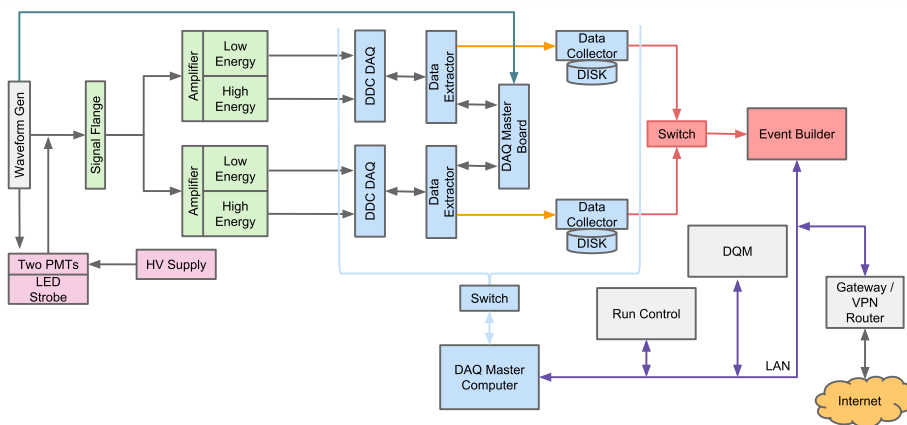 Waveform Gen
Signal Flange
Amplifier
Low
Energy
High
Energy
DDC DAQ
Data
Extractor
Data
Collector
DISK
DAQ Master
Board
Amplifier
Low
Energy
High
Energy
DDC DAQ
Data
Extractor
Data
Collector
DISK
Switch
Event Builder
Two PMTs
LED
Strobe
HV Supply
Switch
DAQ Master
Computer
Run Control
DQM
LAN
Gateway /
VPN
Router
Internet